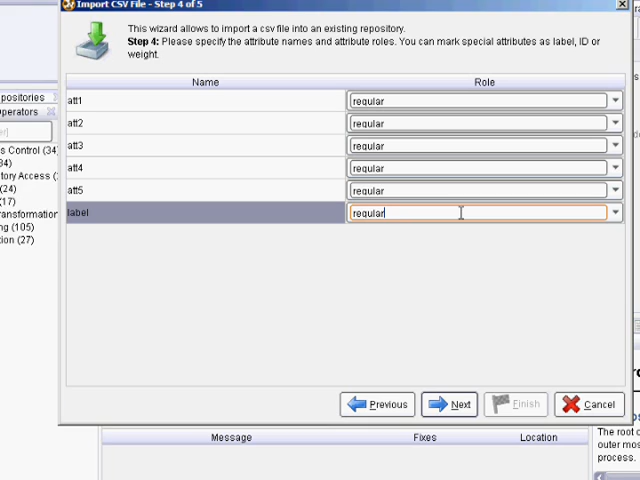 Import CSV File - Step 4 of 5
This wizard allows to import a csv file into an existing repository.
Step 4: Please specify the attribute names and attribute roles. You can mark special attributes as label, ID or
weight.
Name Role
att1 regular
att2 regular
att3 regular
att4 regular
att5 regular
label regular
positories
perators
s Control (34)
34)
tory Access (
(24)
(17)
ransformation
ng (105)
ion (27)
Previous Next Finish Cancel
Message Fixes Location
The root o
outer mos
process.